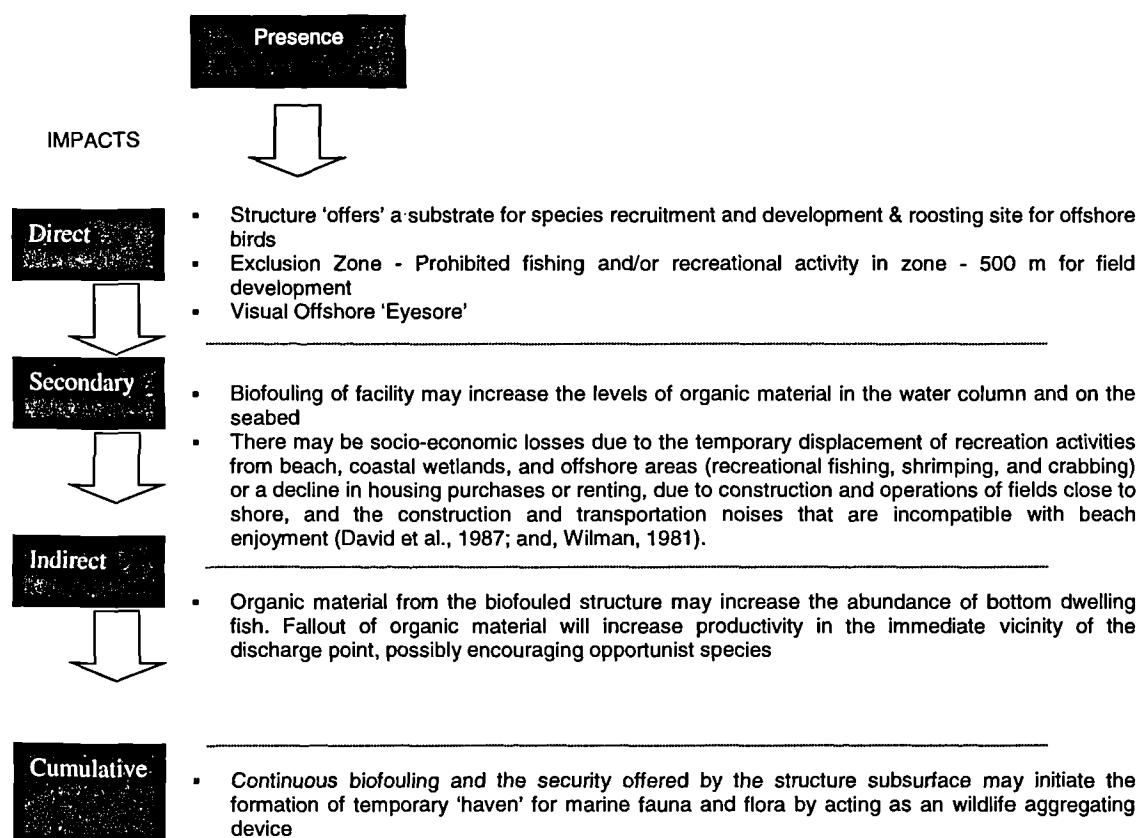 Presence
IMPACTS
Direct
▪ Structure 'offers' a substrate for species recruitment and development & roosting site for offshore
birds
▪ Exclusion Zone - Prohibited fishing and/or recreational activity in zone - 500 m for field
development
▪ Visual Offshore 'Eyesore'
Secondary
▪ Biofouling of facility may increase the levels of organic material in the water column and on the
seabed
▪ There may be socio-economic losses due to the temporary displacement of recreation activities
from beach, coastal wetlands, and offshore areas (recreational fishing, shrimping, and crabbing)
or a decline in housing purchases or renting, due to construction and operations of fields close to
shore, and the construction and transportation noises that are incompatible with beach
enjoyment (David et al., 1987; and, Wilman, 1981).
Indirect
▪ Organic material from the biofouled structure may increase the abundance of bottom dwelling
fish. Fallout of organic material will increase productivity in the immediate vicinity of the
discharge point, possibly encouraging opportunist species
Cumulative
▪ Continuous biofouling and the security offered by the structure subsurface may initiate the
formation of temporary 'haven' for marine fauna and flora by acting as an wildlife aggregating
device